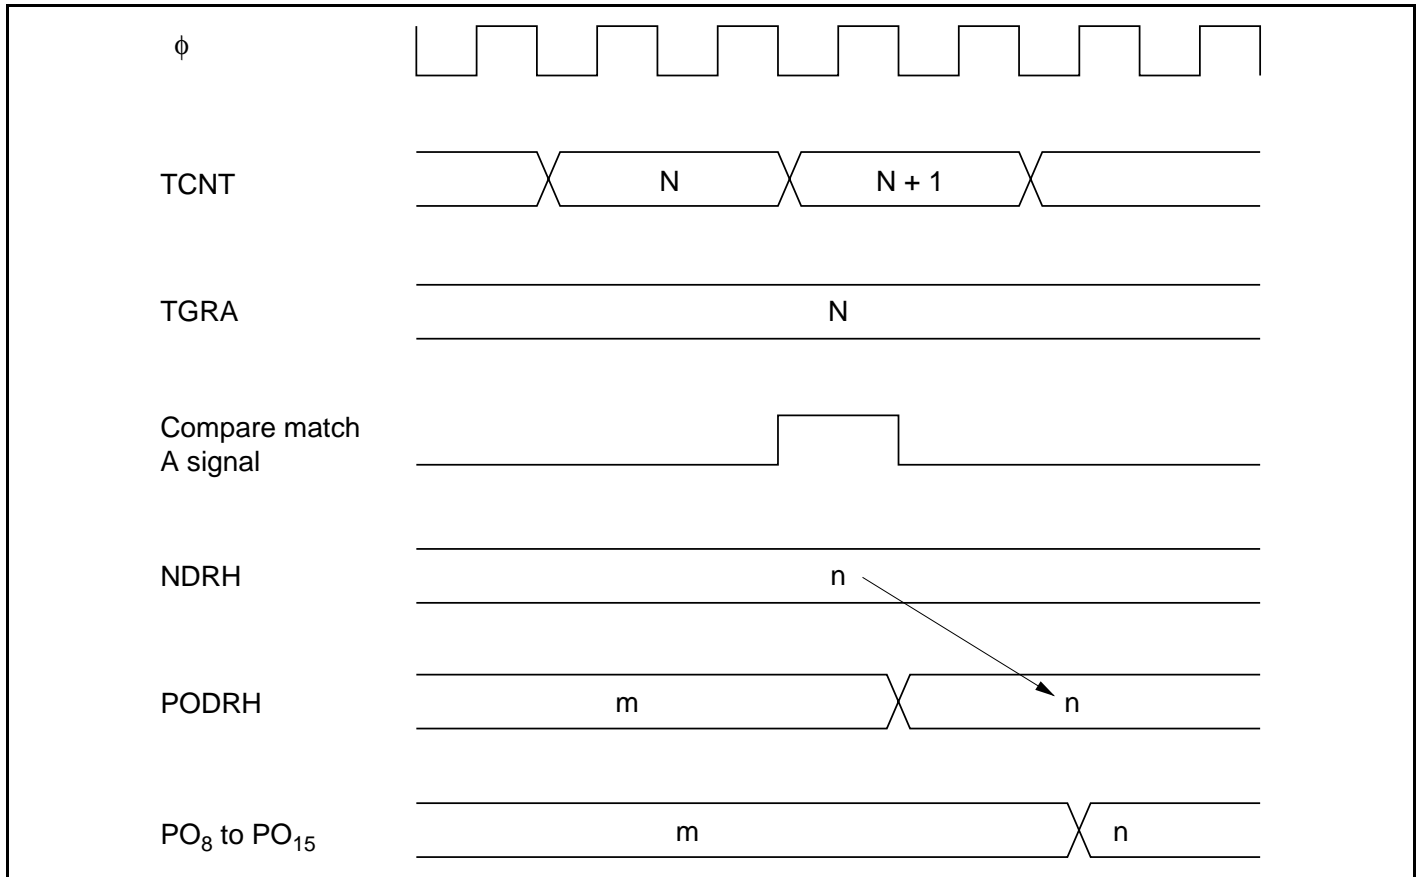 ϕ
TCNT
N
N + 1
TGRA
N
Compare match
A signal
NDRH
n
PODRH
m
n
PO8 to PO15
m
n